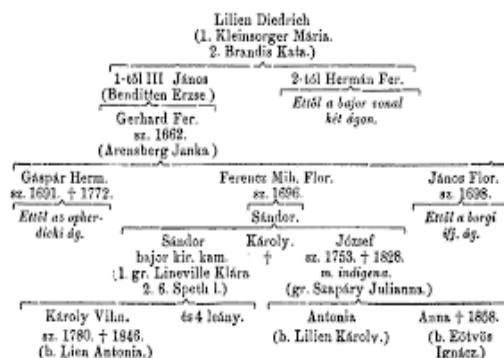 Lilien Diedrich
(1. Kleinsorger Mária.
2. Brandis Kata.)
1-től III János
(Benditten Erzse.)
2-tól Hermán Fer.
Ettől a bajor vonal
két ágon.
Gerhard Fer.
sz. 1662.
(Arensberg Janka)
Gáspár Herm.
sz. 1691. † 1772.
Ettől az opher-
dicki ág.
Ferencz Mih. Flor.
sz. 1696.
Sándor.
János Flor.
sz. 1698.
Ettől a borgi
ifj. ág.
Sándor
bajor kir. kam.
(1. gr. Lineville Klára
2. b. Speth l.)
Károly.
†
József
sz. 1753. † 1828.
m. indigena.
(gr. Szapáry Julianna.)
Károly Vilm.
sz. 1780. † 1846.
(b. Lien Antonia.)
és 4 leány.
Antonia
(b. Lilien Károly.)
Anna † 1858.
(b. Eötvös
Ignácz.)